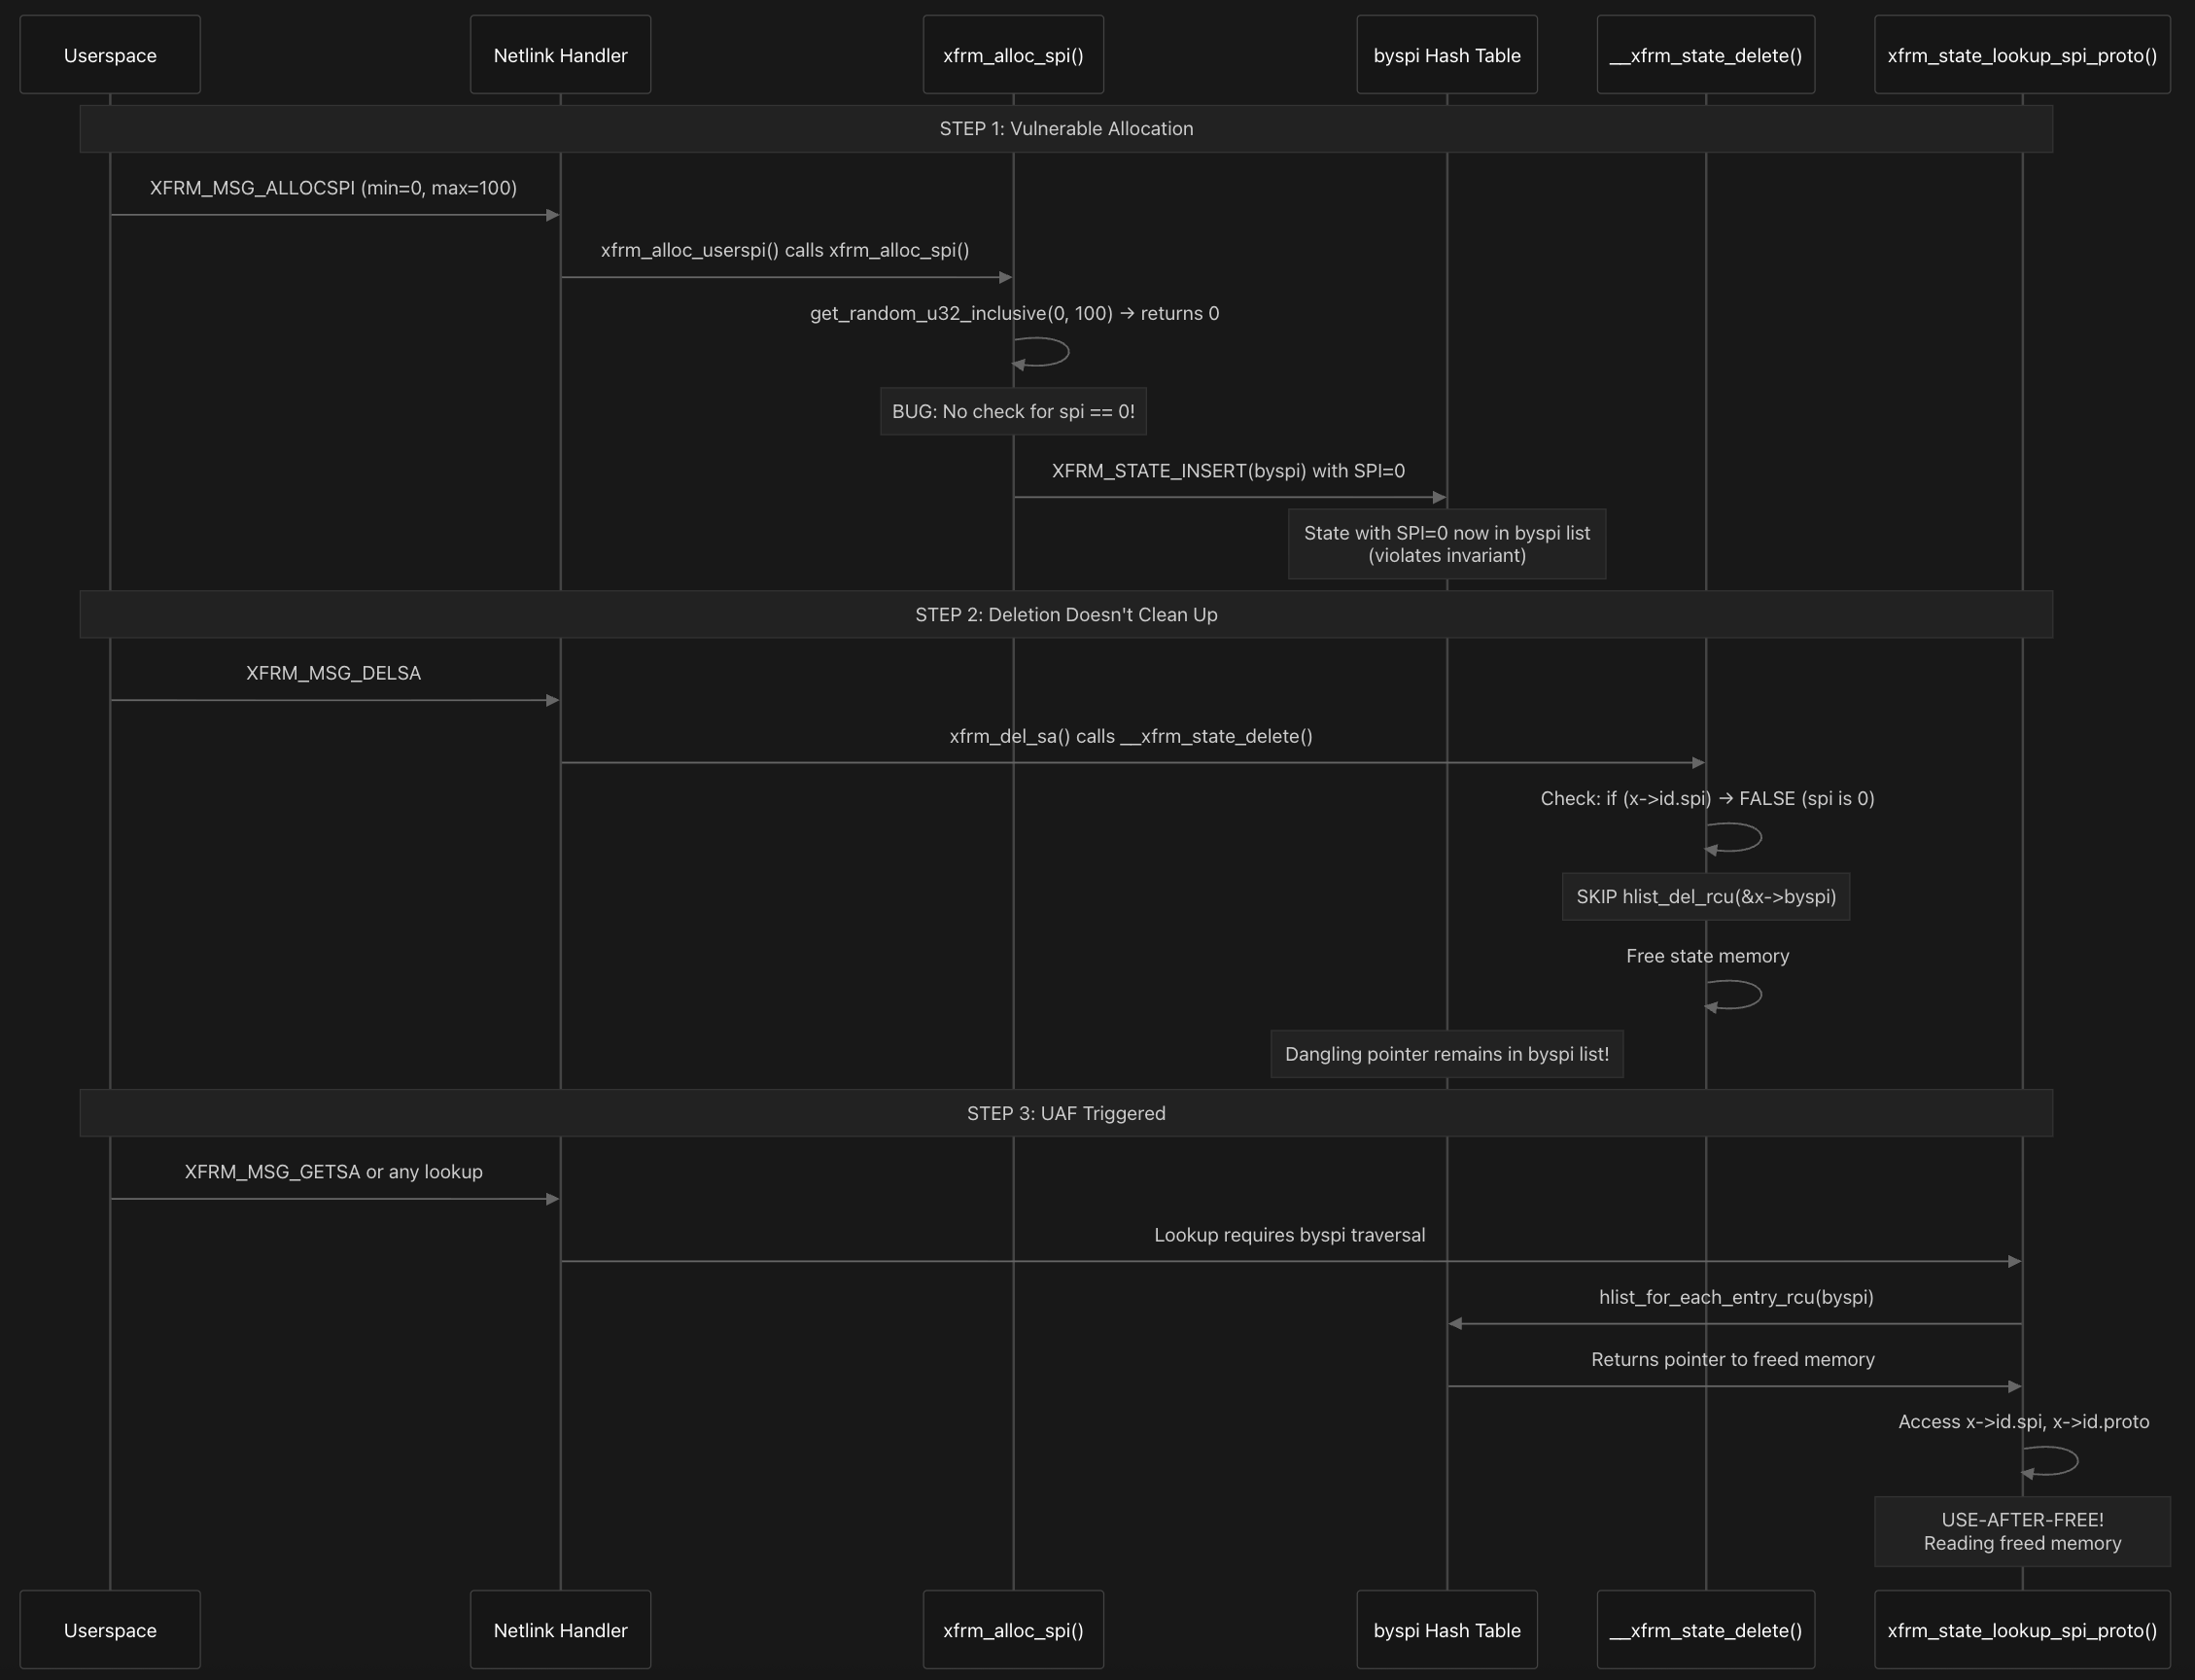 Userspace
Netlink Handler
xfrm_alloc_spi()
byspi Hash Table
__xfrm_state_delete()
xfrm_state_lookup_spi_proto()
STEP 1: Vulnerable Allocation
XFRM_MSG_ALLOCSPI (min=0, max=100)
xfrm_alloc_userspi() calls xfrm_alloc_spi()
get_random_u32_inclusive(0, 100) → returns 0
BUG: No check for spi == 0!
XFRM_STATE_INSERT(byspi) with SPI=0
State with SPI=0 now in byspi list
(violates invariant)
STEP 2: Deletion Doesn't Clean Up
XFRM_MSG_DELSA
xfrm_del_sa() calls __xfrm_state_delete()
Check: if (x->id.spi) → FALSE (spi is 0)
SKIP hlist_del_rcu(&x->byspi)
Free state memory
Dangling pointer remains in byspi list!
STEP 3: UAF Triggered
XFRM_MSG_GETSA or any lookup
Lookup requires byspi traversal
hlist_for_each_entry_rcu(byspi)
Returns pointer to freed memory
Access x->id.spi, x->id.proto
USE-AFTER-FREE!
Reading freed memory
Userspace
Netlink Handler
xfrm_alloc_spi()
byspi Hash Table
__xfrm_state_delete()
xfrm_state_lookup_spi_proto()